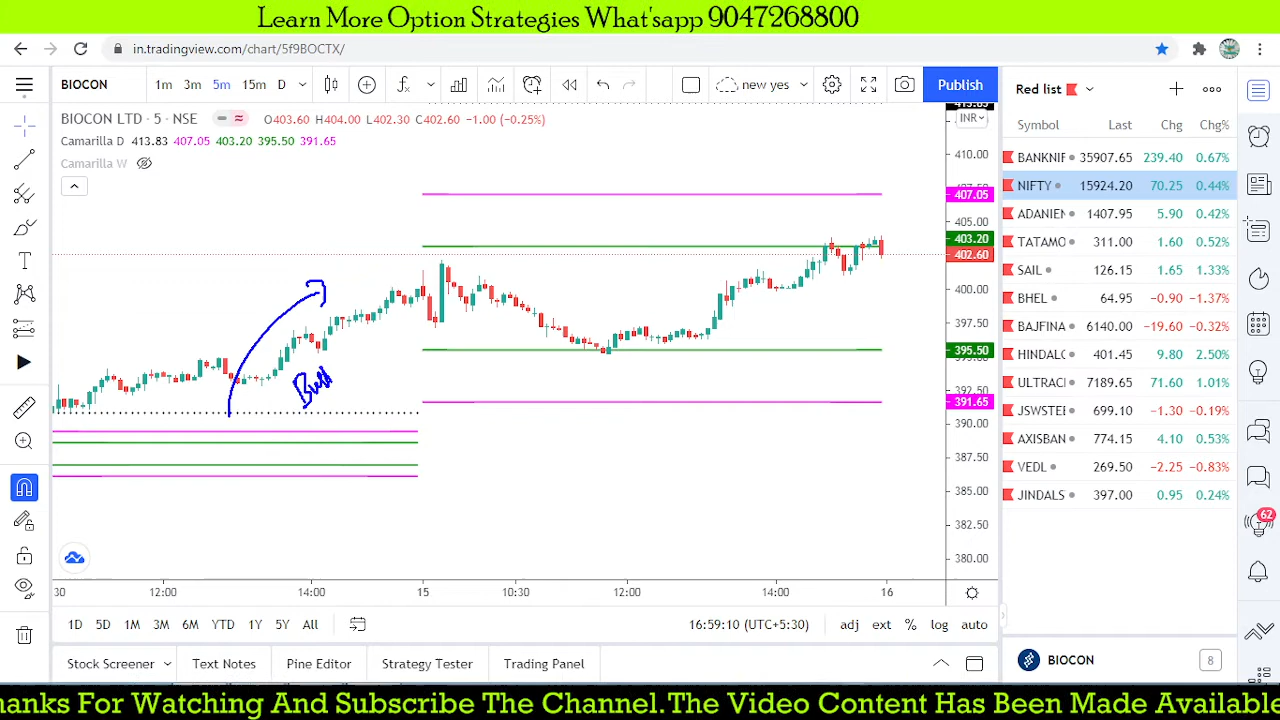 Learn More Option Strategies What'sapp 9047268800
in.tradingview.com/chart/5f9BOCTX/
BIOCON 1m 3m 5m 15m D new yes Publish
BIOCON LTD · 5 · NSE O403.60 H404.00 L402.30 C402.60 −1.00 (−0.25%)
Camarilla D 413.83 407.05 403.20 395.50 391.65
Camarilla W
INR
410.00
407.05
405.00
403.20
402.60
400.00
397.50
395.50
392.50
391.65
390.00
387.50
385.00
382.50
380.00
Bull
30 12:00 14:00 15 10:30 12:00 14:00 16
1D 5D 1M 3M 6M YTD 1Y 5Y All 16:59:10 (UTC+5:30) adj ext % log auto
Stock Screener Text Notes Pine Editor Strategy Tester Trading Panel
Red list
Symbol Last Chg Chg%
BANKNIF 35907.65 239.40 0.67%
NIFTY 15924.20 70.25 0.44%
ADANIEN 1407.95 5.90 0.42%
TATAMO 311.00 1.60 0.52%
SAIL 126.15 1.65 1.33%
BHEL 64.95 −0.90 −1.37%
BAJFINA 6140.00 −19.60 −0.32%
HINDALC 401.45 9.80 2.50%
ULTRACI 7189.65 71.60 1.01%
JSWSTEE 699.10 −1.30 −0.19%
AXISBAN 774.15 4.10 0.53%
VEDL 269.50 −2.25 −0.83%
JINDALS 397.00 0.95 0.24%
62
BIOCON 8
hanks For Watching And Subscribe The Channel.The Video Content Has Been Made Available